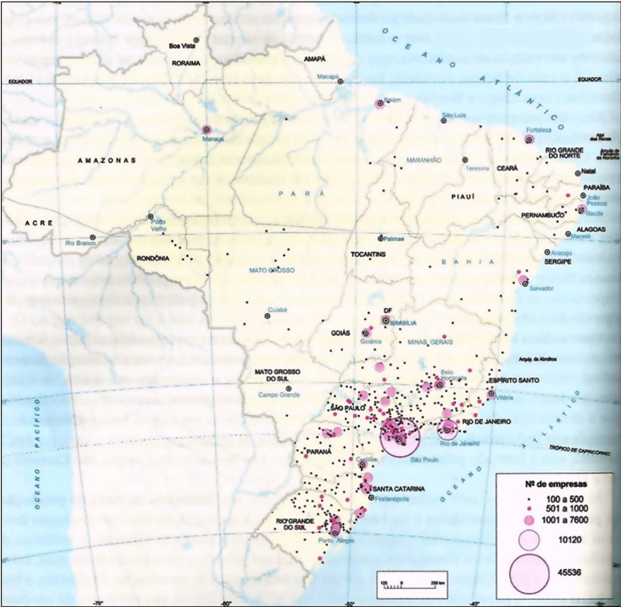 OCEANO ATLÂNTICO
Boa Vista
RORAIMA
AMAPÁ
Macapá
EQUADOR
EQUADOR
Belém
São Luís
Fortaleza
Manaus
RIO GRANDE
DO NORTE
AMAZONAS
MARANHÃO
Teresina
CEARÁ
Natal
PARÁ
PIAUÍ
PARAÍBA
João
Pessoa
PERNAMBUCO
Recife
ACRE
Porto
Velho
ALAGOAS
Maceió
Rio Branco
Palmas
Aracaju
SERGIPE
RONDÔNIA
TOCANTINS
BAHIA
MATO GROSSO
Salvador
Cuiabá
DF
BRASÍLIA
GOIÁS
Goiânia
MINAS GERAIS
Arquip. de Abrolhos
MATO GROSSO
DO SUL
Belo
Horizonte
ESPÍRITO SANTO
Campo Grande
Vitória
SÃO PAULO
RIO DE JANEIRO
Rio de Janeiro
TRÓPICO DE CAPRICÓRNIO
PARANÁ
São Paulo
Curitiba
OCEANO PACÍFICO
OCEANO ATLÂNTICO
SANTA CATARINA
Florianópolis
RIO GRANDE
DO SUL
Porto Alegre
Nº de empresas
100 a 500
501 a 1000
1001 a 7600
10120
45536
0